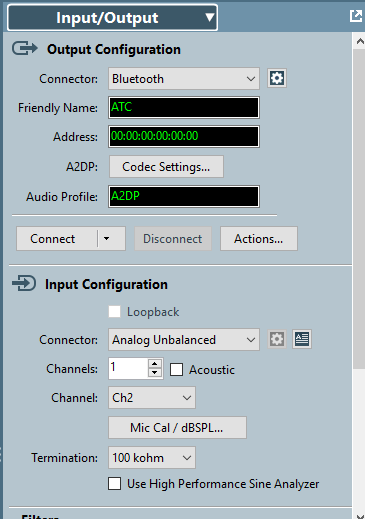 Input/Output
Output Configuration
Connector: Bluetooth
Friendly Name: ATC
Address: 00:00:00:00:00:00
A2DP: Codec Settings...
Audio Profile: A2DP
Connect Disconnect Actions...
Input Configuration
Loopback
Connector: Analog Unbalanced
Channels: 1 Acoustic
Channel: Ch2
Mic Cal / dBSPL...
Termination: 100 kohm
Use High Performance Sine Analyzer
Filters